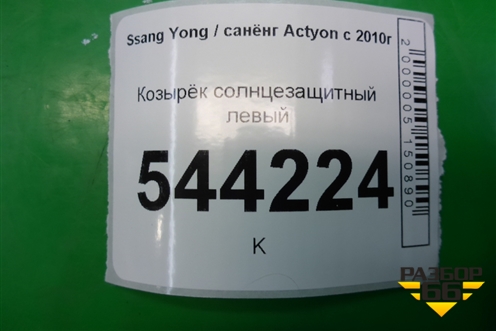 Ssang Yong / санёнг Actyon с 2010г
Козырёк солнцезащитный
левый
544224
К
2000005150890
РАЗБОР
66